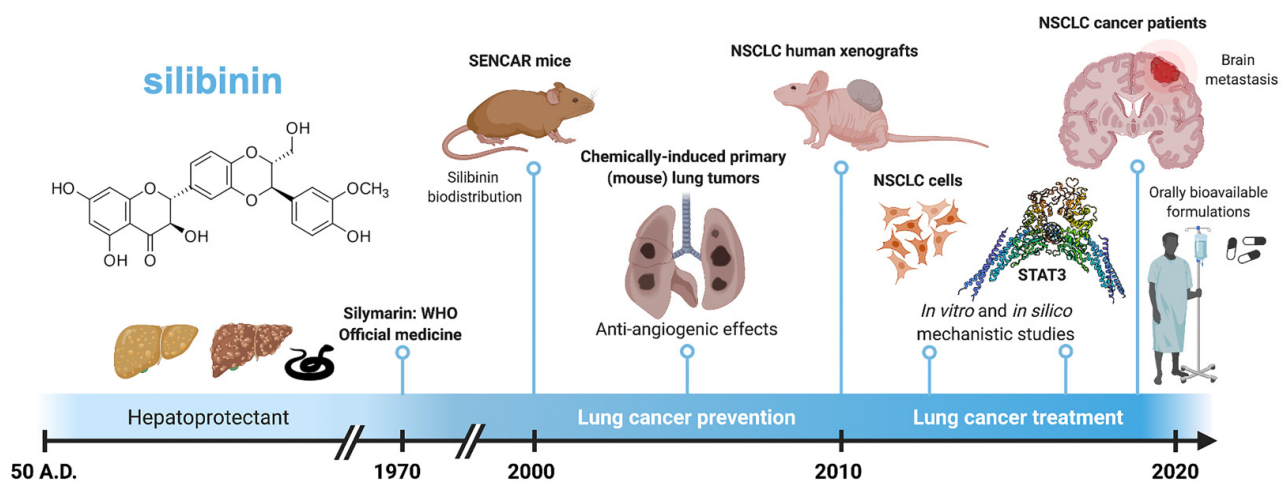 silibinin
OH
HO
O
O
O
OCH₃
OH
OH
OH
O
Silymarin: WHO
Official medicine
SENCAR mice
Silibinin
biodistribution
Chemically-induced primary
(mouse) lung tumors
Anti-angiogenic effects
NSCLC human xenografts
NSCLC cells
STAT3
In vitro and in silico
mechanistic studies
NSCLC cancer patients
Brain
metastasis
Orally bioavailable
formulations
Hepatoprotectant
Lung cancer prevention
Lung cancer treatment
50 A.D.
1970
2000
2010
2020